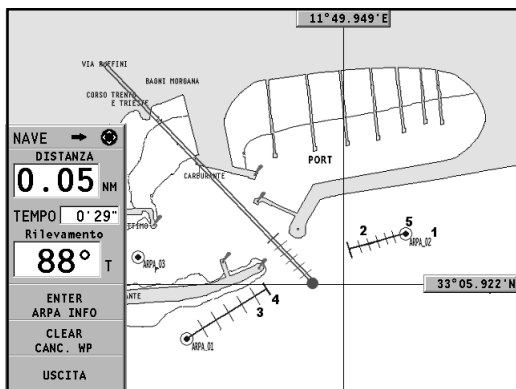 11°49.949'E
VIA RUFFINI
BAGNI MORGANA
CORSO TRENTO
E TRIESTE
NAVE
DISTANZA
0.05 NM
TEMPO 0'29"
Rilevamento
88° T
ENTER
ARPA INFO
CLEAR
CANC. WP
USCITA
PORT
CARBURANTE
TTIMO
ARPA_03
ANTE
5
1
2
ARPA_02
33°05.922'N
4
3
ARPA_01